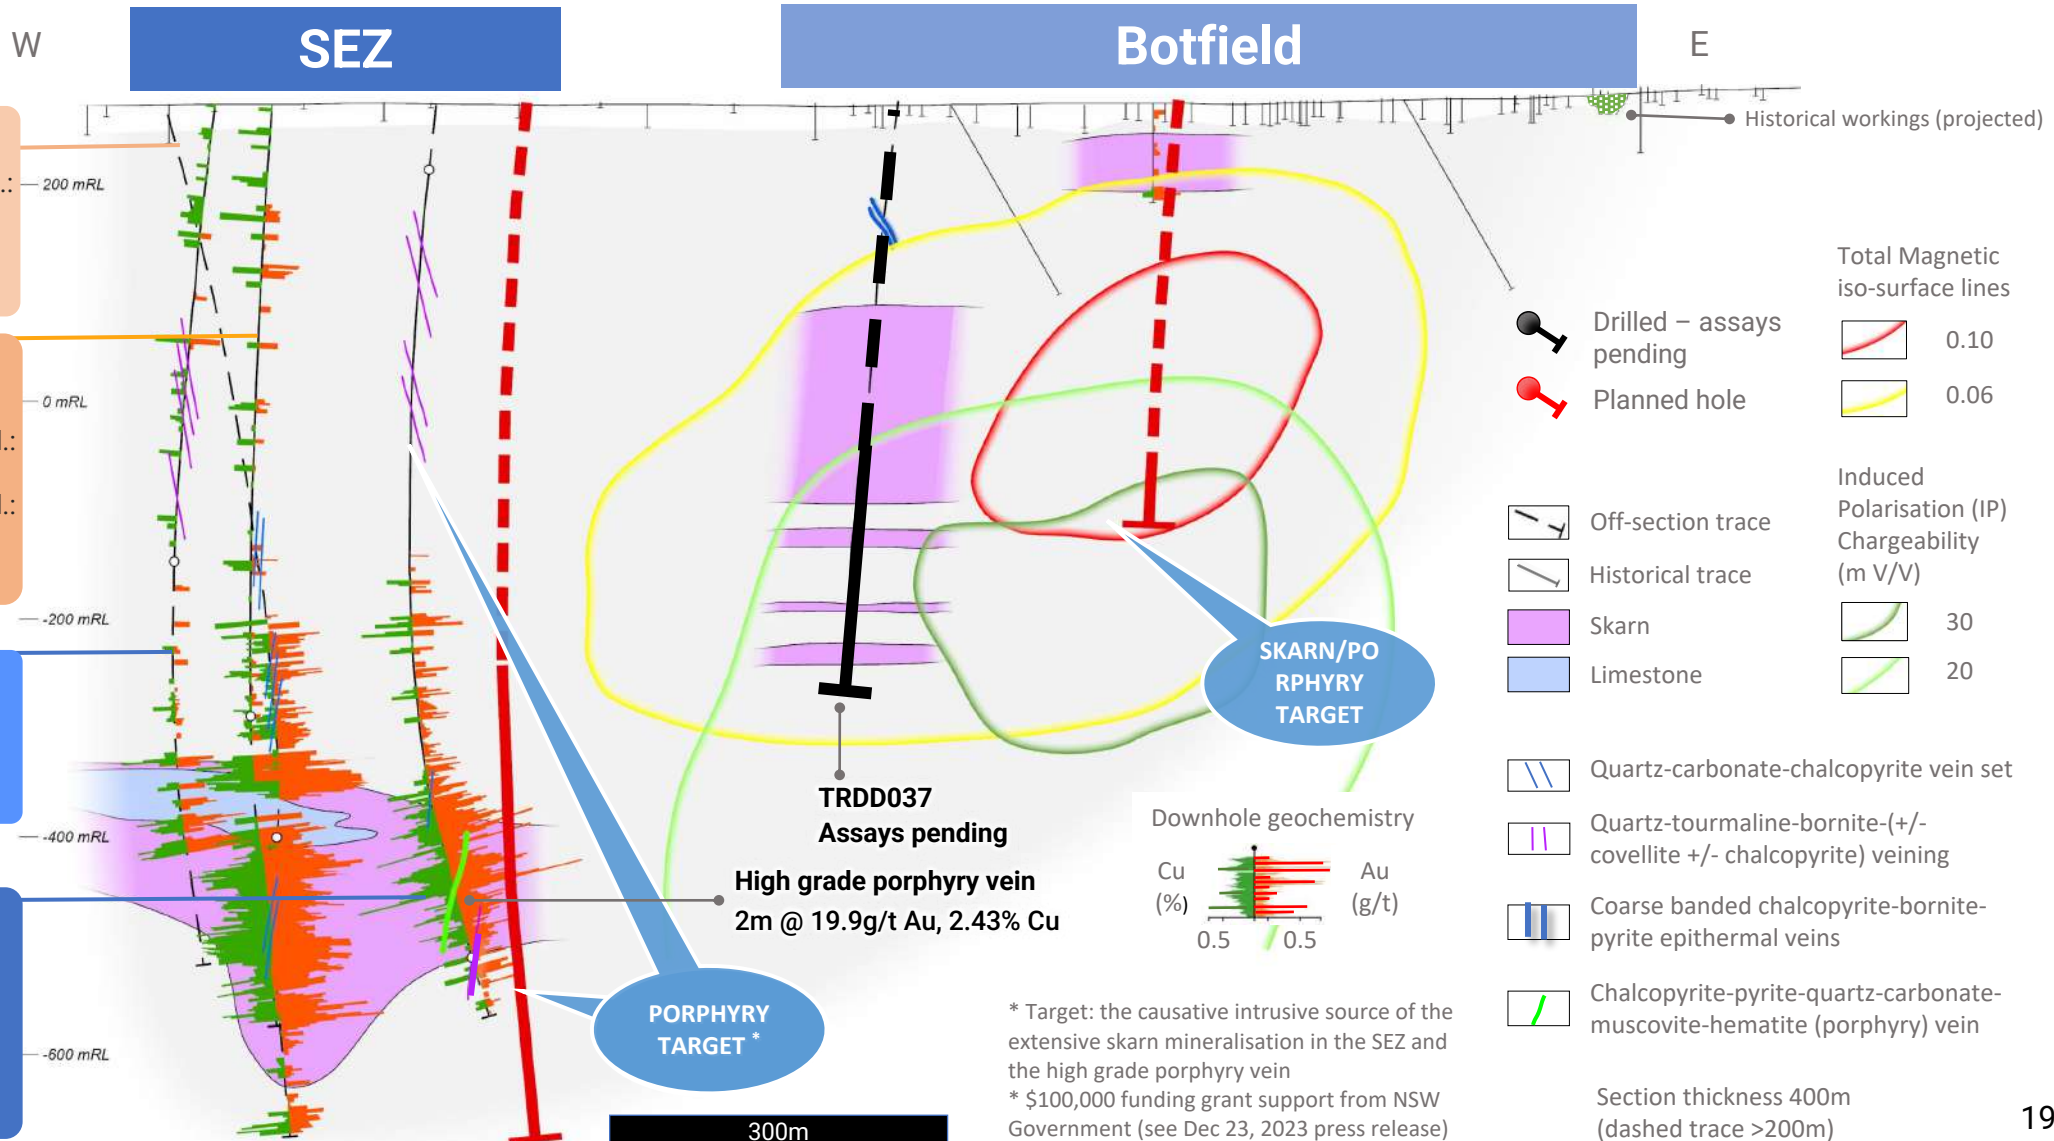 W
SEZ
Botfield
E
Historical workings (projected)
.:
200 mRL
0 mRL
l.:
l.:
-200 mRL
-400 mRL
-600 mRL
Total Magnetic
iso-surface lines
Drilled – assays
pending
0.10
Planned hole
0.06
Induced
Polarisation (IP)
Chargeability
(m V/V)
Off-section trace
Historical trace
Skarn
30
Limestone
20
SKARN/PO
RPHYRY
TARGET
TRDD037
Assays pending
High grade porphyry vein
2m @ 19.9g/t Au, 2.43% Cu
Downhole geochemistry
Cu
(%)
Au
(g/t)
0.5
0.5
Quartz-carbonate-chalcopyrite vein set
Quartz-tourmaline-bornite-(+/-
covellite +/- chalcopyrite) veining
Coarse banded chalcopyrite-bornite-
pyrite epithermal veins
Chalcopyrite-pyrite-quartz-carbonate-
muscovite-hematite (porphyry) vein
PORPHYRY
TARGET *
* Target: the causative intrusive source of the
extensive skarn mineralisation in the SEZ and
the high grade porphyry vein
* $100,000 funding grant support from NSW
Government (see Dec 23, 2023 press release)
Section thickness 400m
(dashed trace >200m)
300m
19